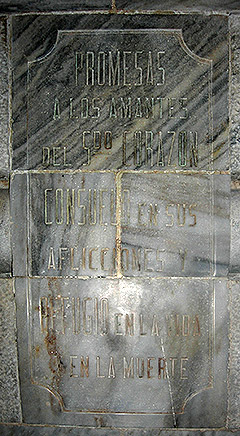 PROMESAS
A LOS AMANTES
DEL SDO CORAZON
CONSUELO EN SUS
AFLICCIONES Y
REFUGIO EN LA VIDA
Y EN LA MUERTE